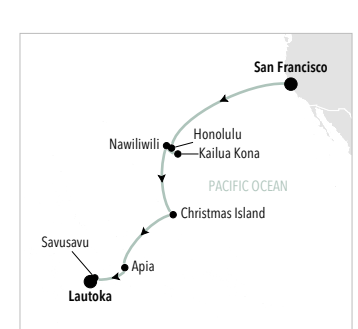 San Francisco
Honolulu
Nawiliwili
Kailua Kona
PACIFIC OCEAN
Christmas Island
Savusavu
Apia
Lautoka